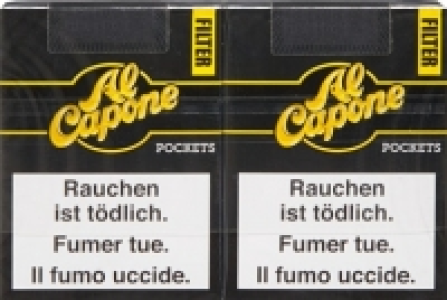 FILTER
Al
Capone
POCKETS
Rauchen
ist tödlich.
Fumer tue.
Il fumo uccide.
FILTER
Al
Capone
POCKETS
Rauchen
ist tödlich.
Fumer tue.
Il fumo uccide.